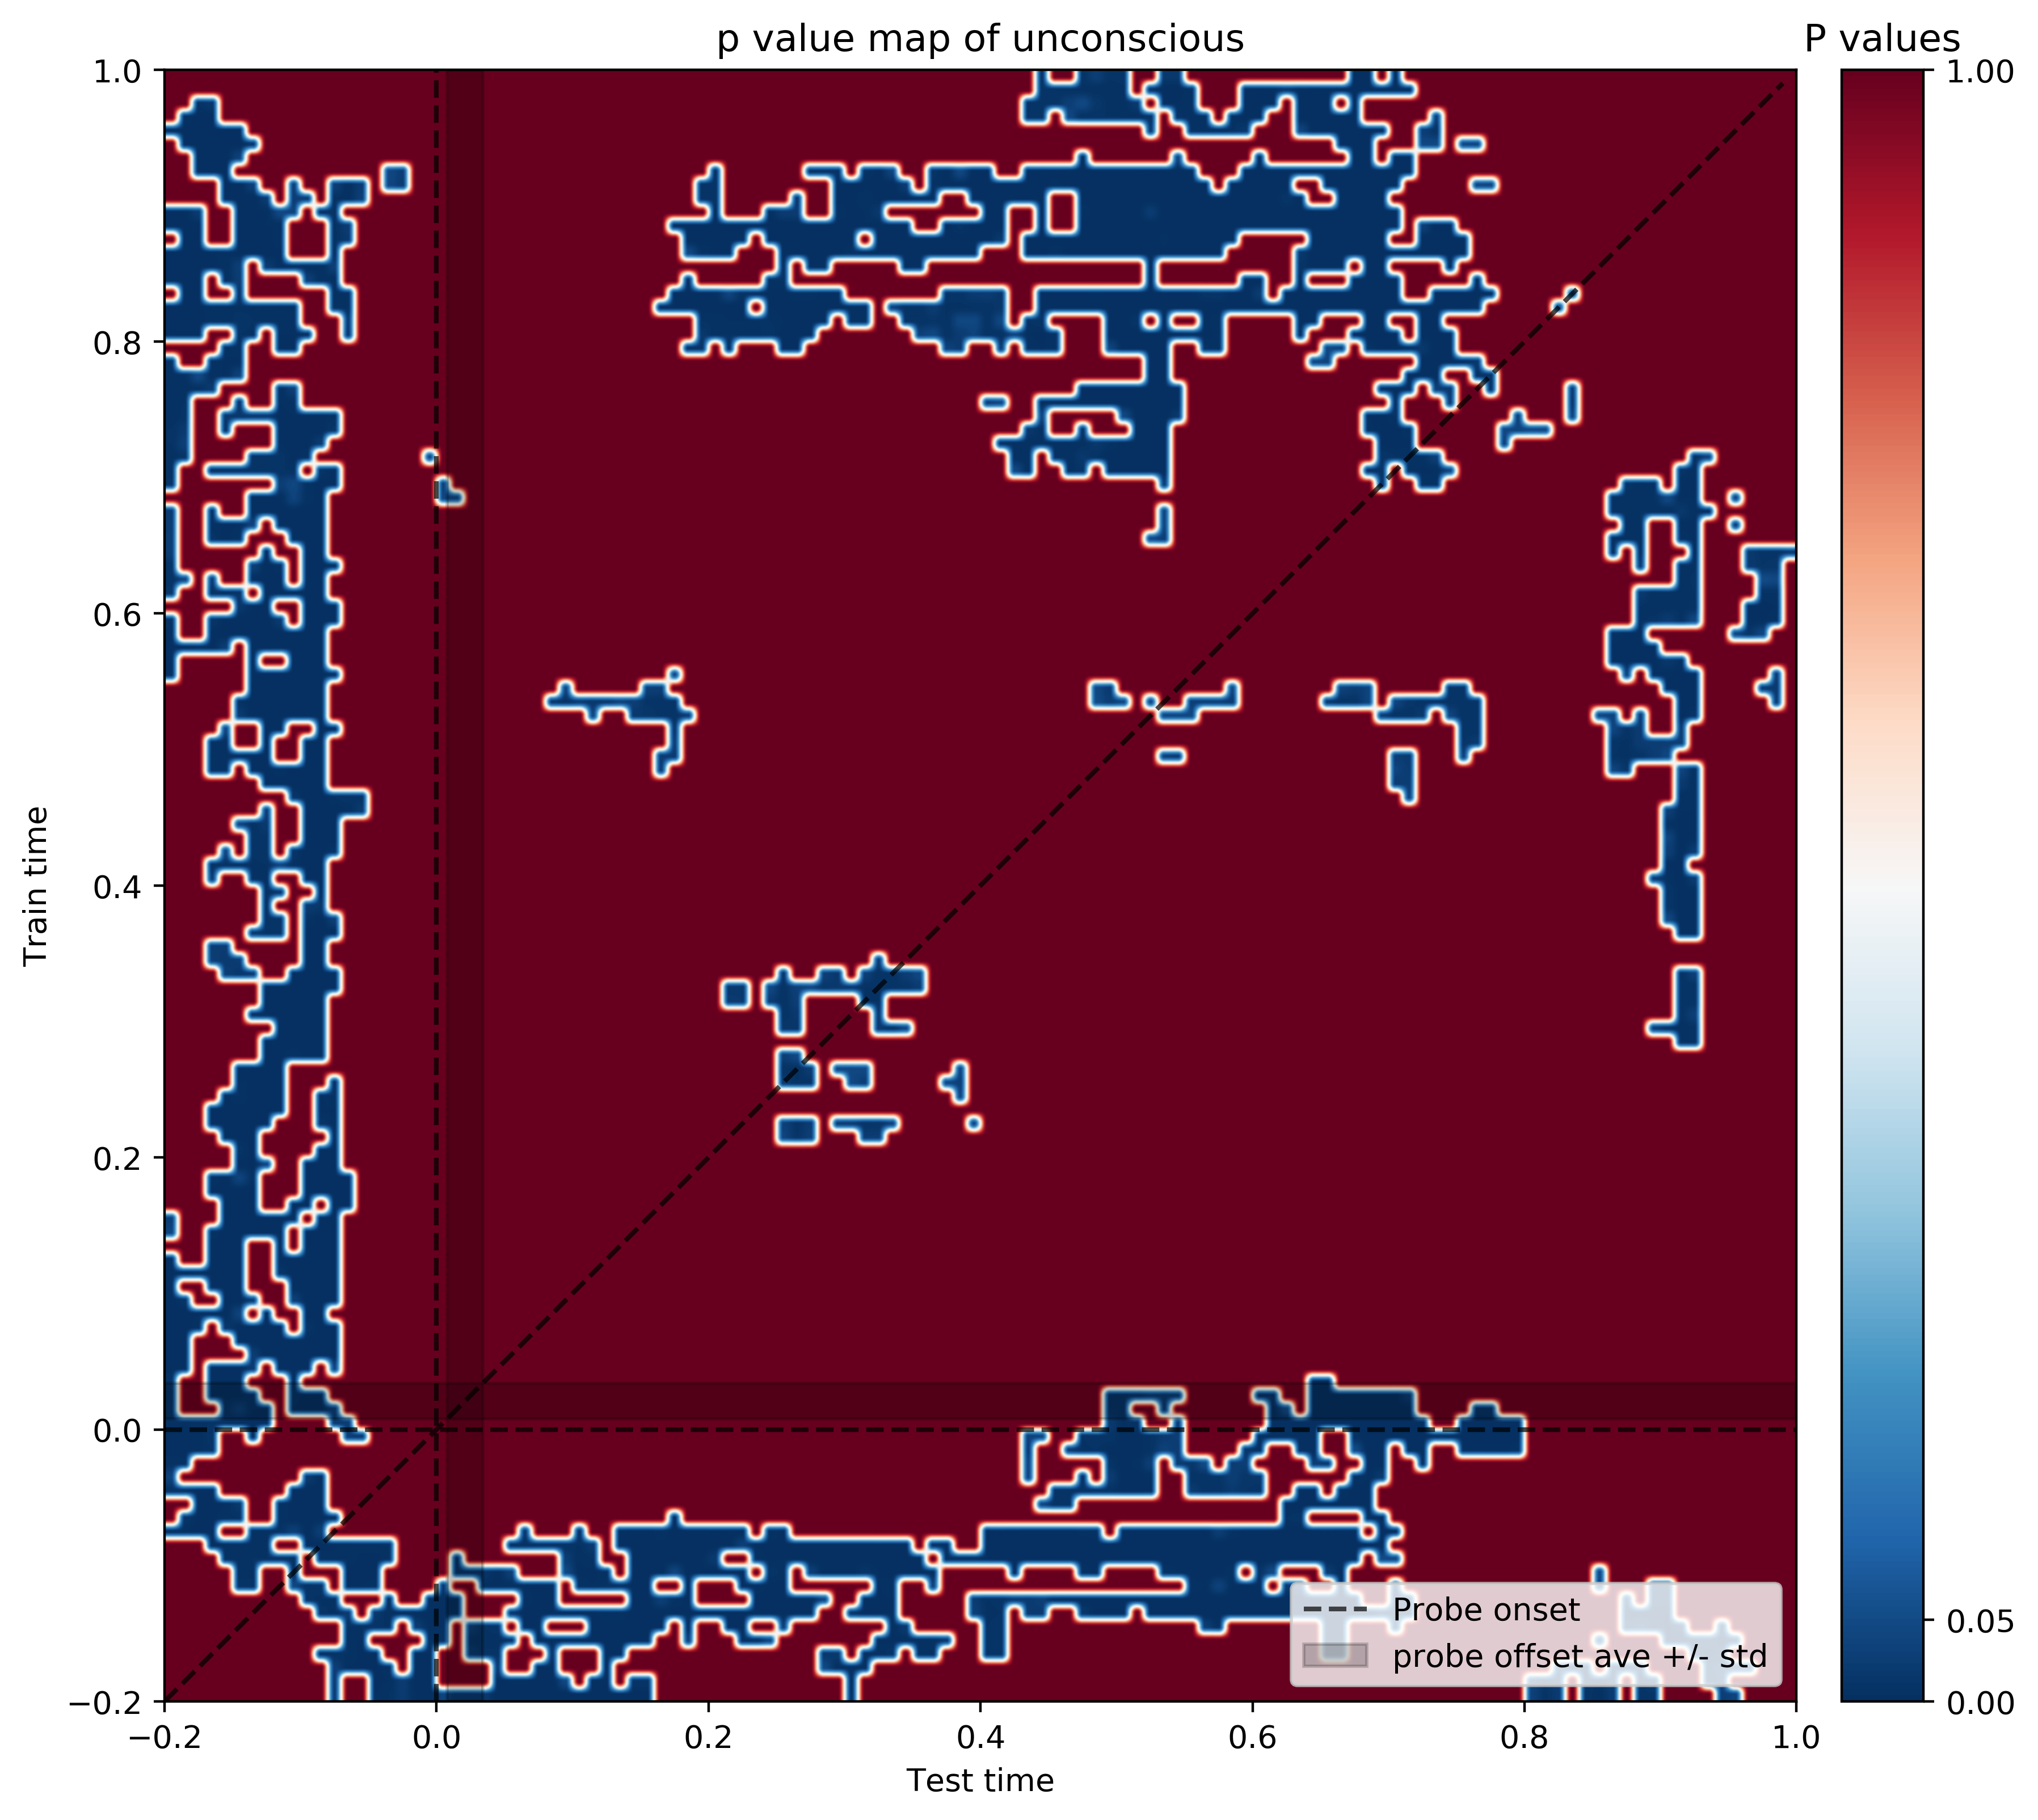 p value map of unconscious
P values
1.0
0.8
0.6
0.4
0.2
0.0
−0.2
Train time
−0.2
0.0
0.2
0.4
0.6
0.8
1.0
Test time
Probe onset
probe offset ave +/- std
1.00
0.05
0.00